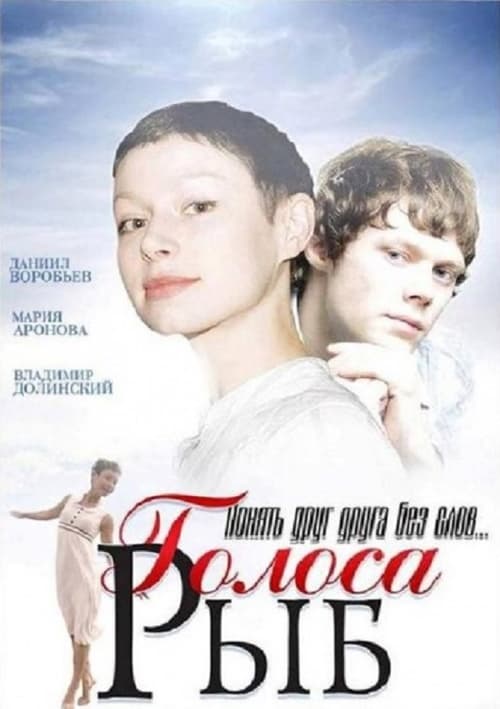 ДАНИИЛ
ВОРОБЬЕВ
МАРИЯ
АРОНОВА
ВЛАДИМИР
ДОЛИНСКИЙ
Понять друг друга без слов...
Голоса
РЫБ